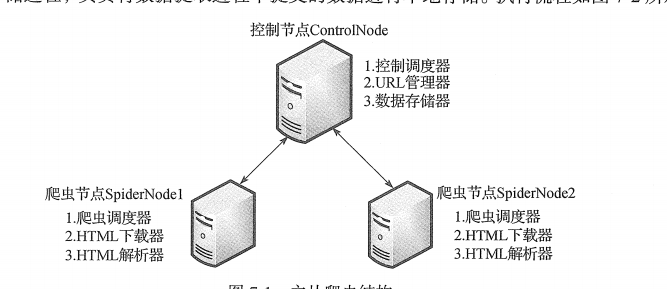 控制节点ControlNode
1.控制调度器
2.URL管理器
3.数据存储器
爬虫节点SpiderNode1
1.爬虫调度器
2.HTML下载器
3.HTML解析器
爬虫节点SpiderNode2
1.爬虫调度器
2.HTML下载器
3.HTML解析器